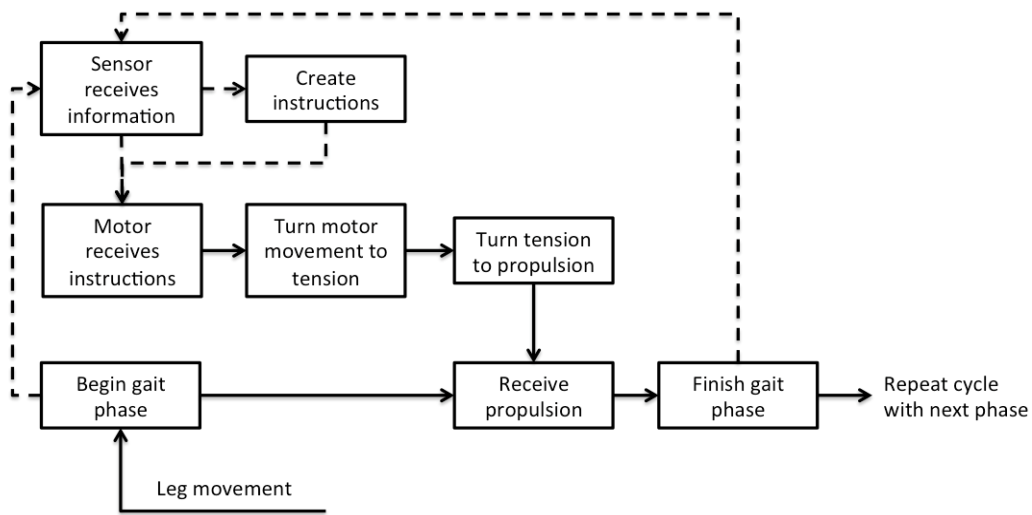 Sensor
receives
information
Create
instructions
Motor
receives
instructions
Turn motor
movement to
tension
Turn tension
to propulsion
Begin gait
phase
Receive
propulsion
Finish gait
phase
Repeat cycle
with next phase
Leg movement